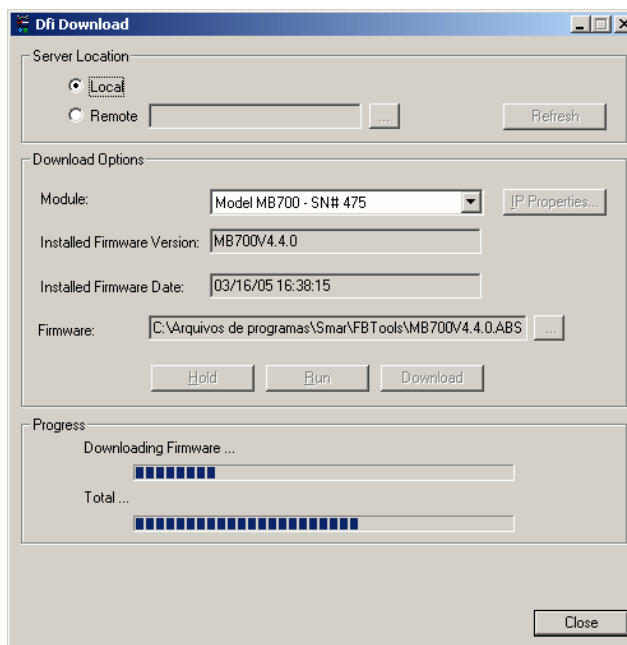 Dfi Download
Server Location
Local
Remote ... Refresh
Download Options
Module: Model MB700 - SN# 475 IP Properties...
Installed Firmware Version: MB700V4.4.0
Installed Firmware Date: 03/16/05 16:38:15
Firmware: C:\Arquivos de programas\Smar\FBTools\MB700V4.4.0.ABS ...
Hold Run Download
Progress
Downloading Firmware ...
Total ...
Close